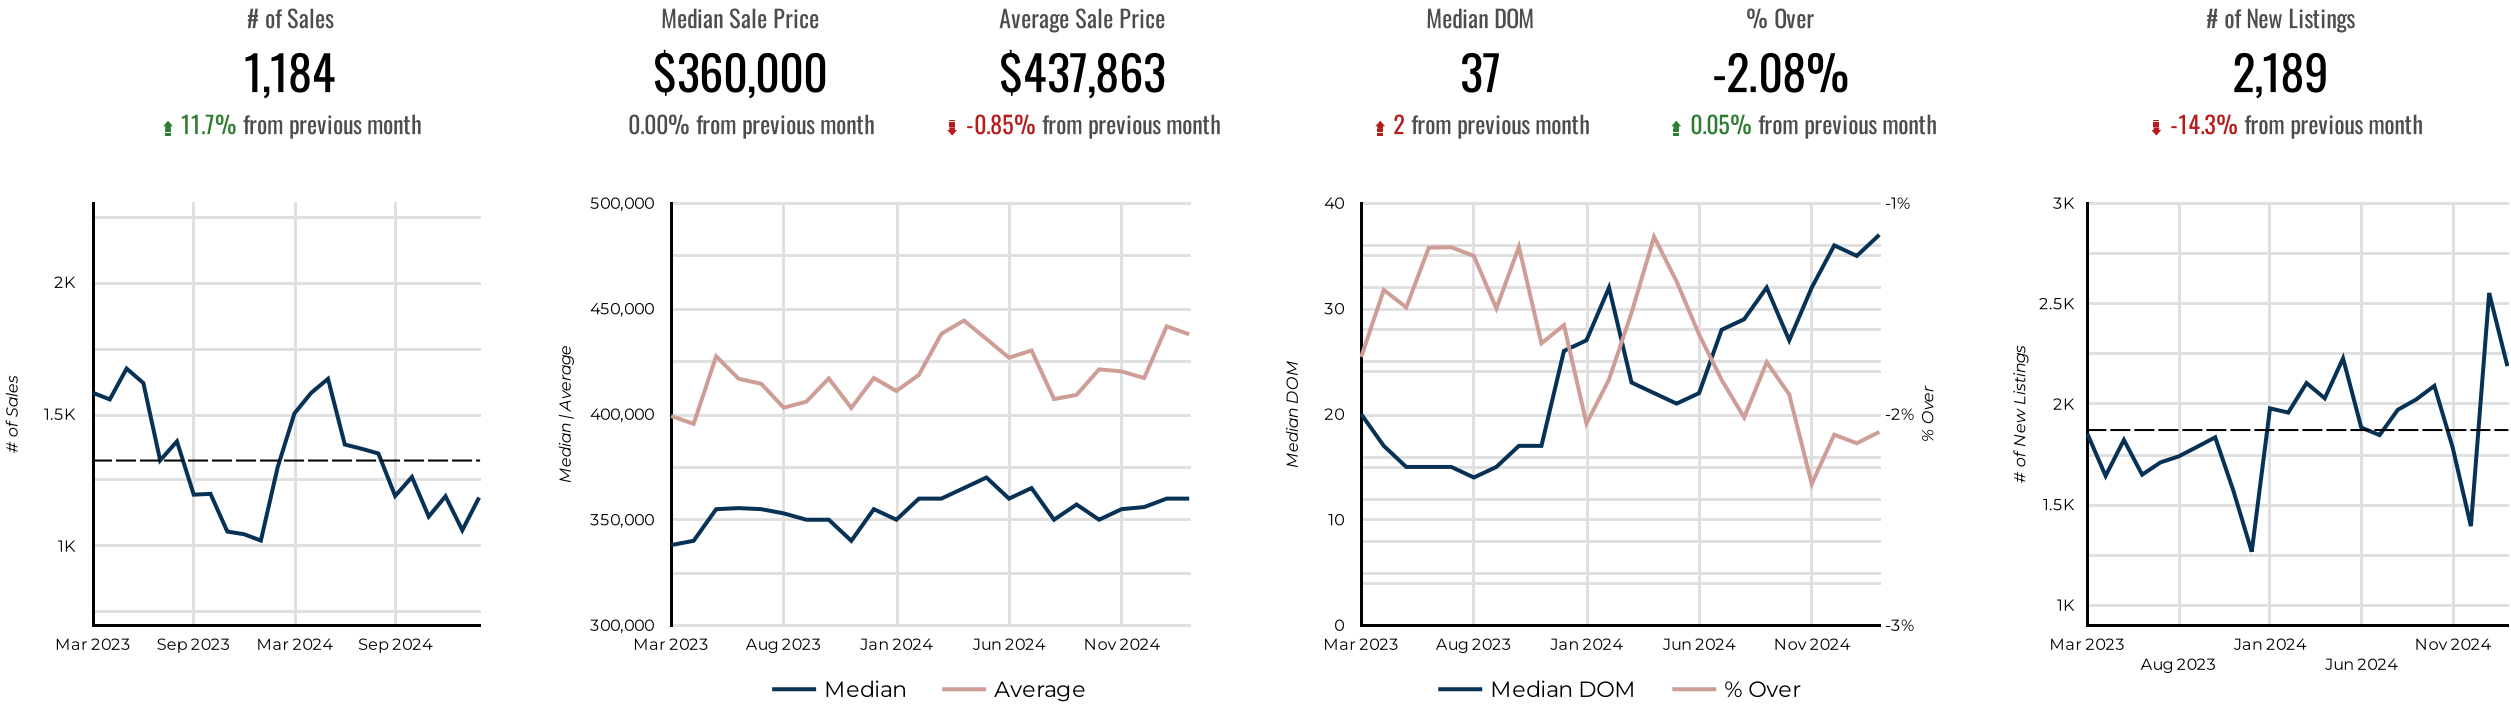 # of Sales
1,184
11.7% from previous month
Median Sale Price
$360,000
0.00% from previous month
Average Sale Price
$437,863
-0.85% from previous month
Median DOM
37
2 from previous month
% Over
-2.08%
0.05% from previous month
# of New Listings
2,189
-14.3% from previous month
# of Sales
2K
1.5K
1K
Mar 2023
Sep 2023
Mar 2024
Sep 2024
Median | Average
500,000
450,000
400,000
350,000
300,000
Mar 2023
Aug 2023
Jan 2024
Jun 2024
Nov 2024
Median
Average
Median DOM
40
30
20
10
0
-1%
-2%
-3%
% Over
Mar 2023
Aug 2023
Jan 2024
Jun 2024
Nov 2024
Median DOM
% Over
# of New Listings
3K
2.5K
2K
1.5K
1K
Mar 2023
Aug 2023
Jan 2024
Jun 2024
Nov 2024